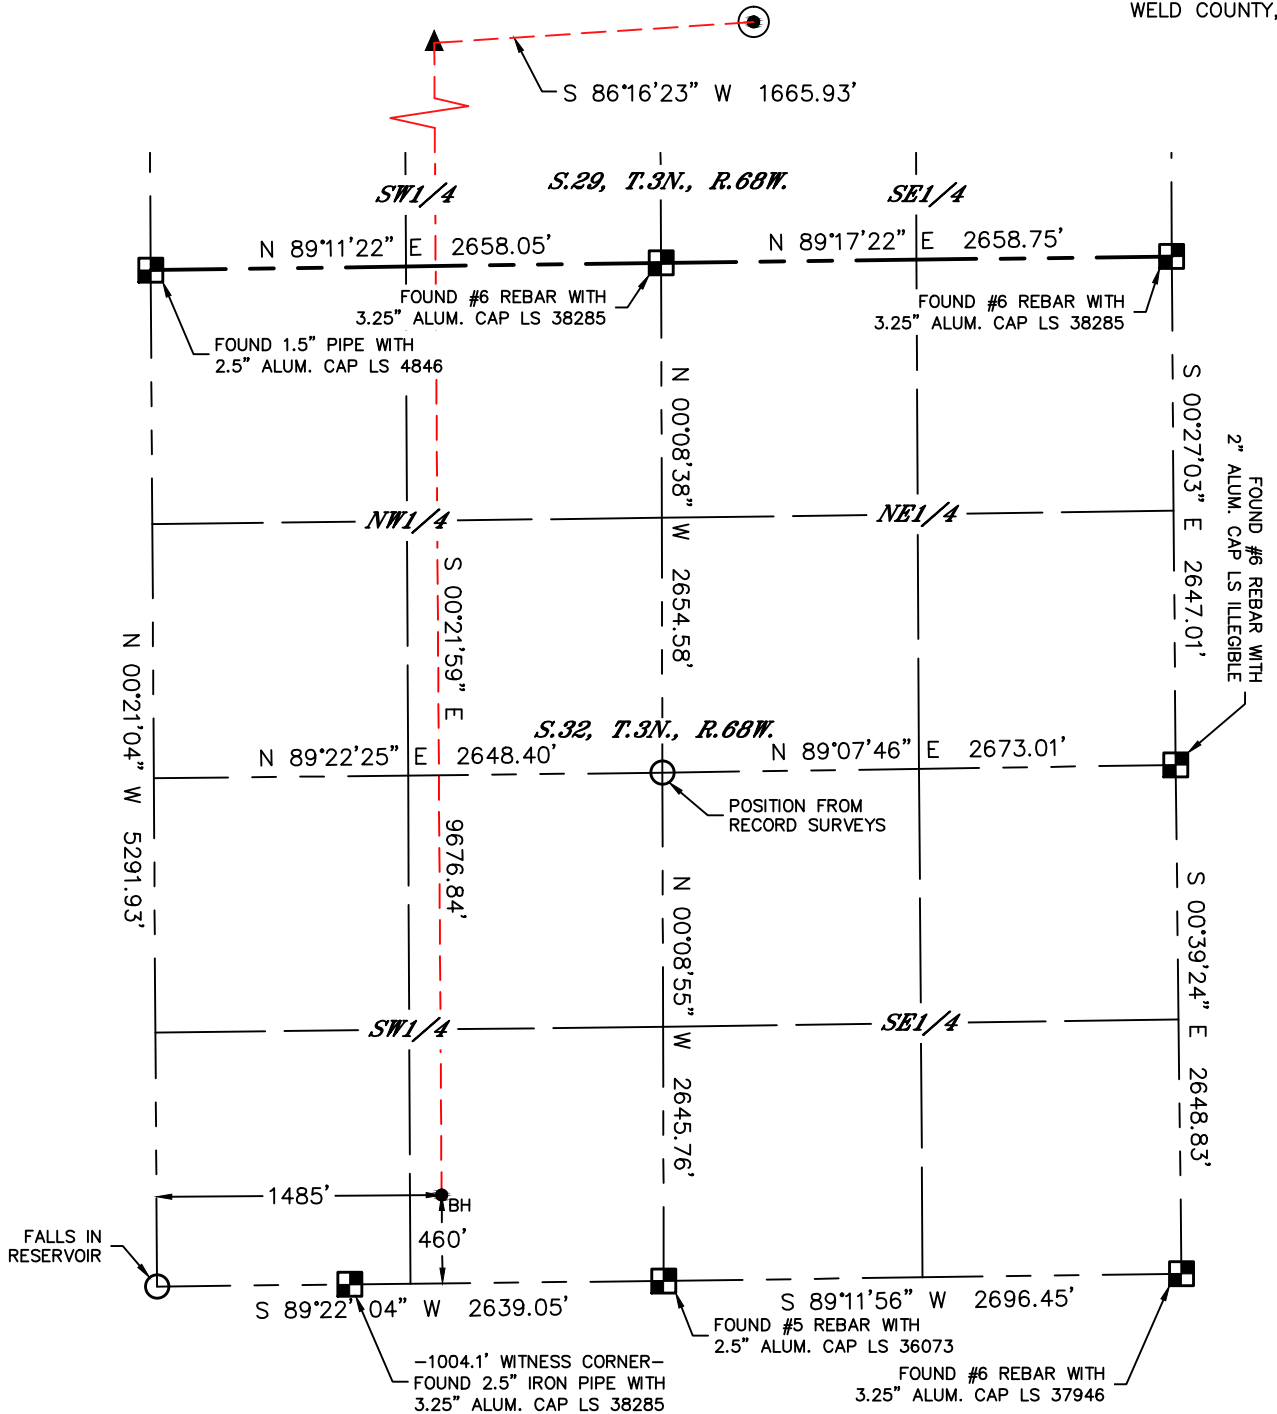 WELD COUNTY,
S 86°16'23" W 1665.93'
S.29, T.3N., R.68W.
SW1/4
SE1/4
N 89°11'22" E 2658.05'
N 89°17'22" E 2658.75'
FOUND #6 REBAR WITH
3.25" ALUM. CAP LS 38285
FOUND #6 REBAR WITH
3.25" ALUM. CAP LS 38285
FOUND 1.5" PIPE WITH
2.5" ALUM. CAP LS 4846
N 00°08'38" W 2654.58'
S 00°27'03" E 2647.01'
FOUND #6 REBAR WITH
2" ALUM. CAP LS ILLEGIBLE
NW1/4
NE1/4
S 00°21'59" E 9676.84'
N 00°21'04" W 5291.93'
S.32, T.3N., R.68W.
N 89°22'25" E 2648.40'
N 89°07'46" E 2673.01'
POSITION FROM
RECORD SURVEYS
N 00°08'55" W 2645.76'
S 00°39'24" E 2648.83'
SW1/4
SE1/4
1485'
BH
460'
FALLS IN
RESERVOIR
S 89°22'04" W 2639.05'
S 89°11'56" W 2696.45'
FOUND #5 REBAR WITH
2.5" ALUM. CAP LS 36073
-1004.1' WITNESS CORNER-
FOUND 2.5" IRON PIPE WITH
3.25" ALUM. CAP LS 38285
FOUND #6 REBAR WITH
3.25" ALUM. CAP LS 37946